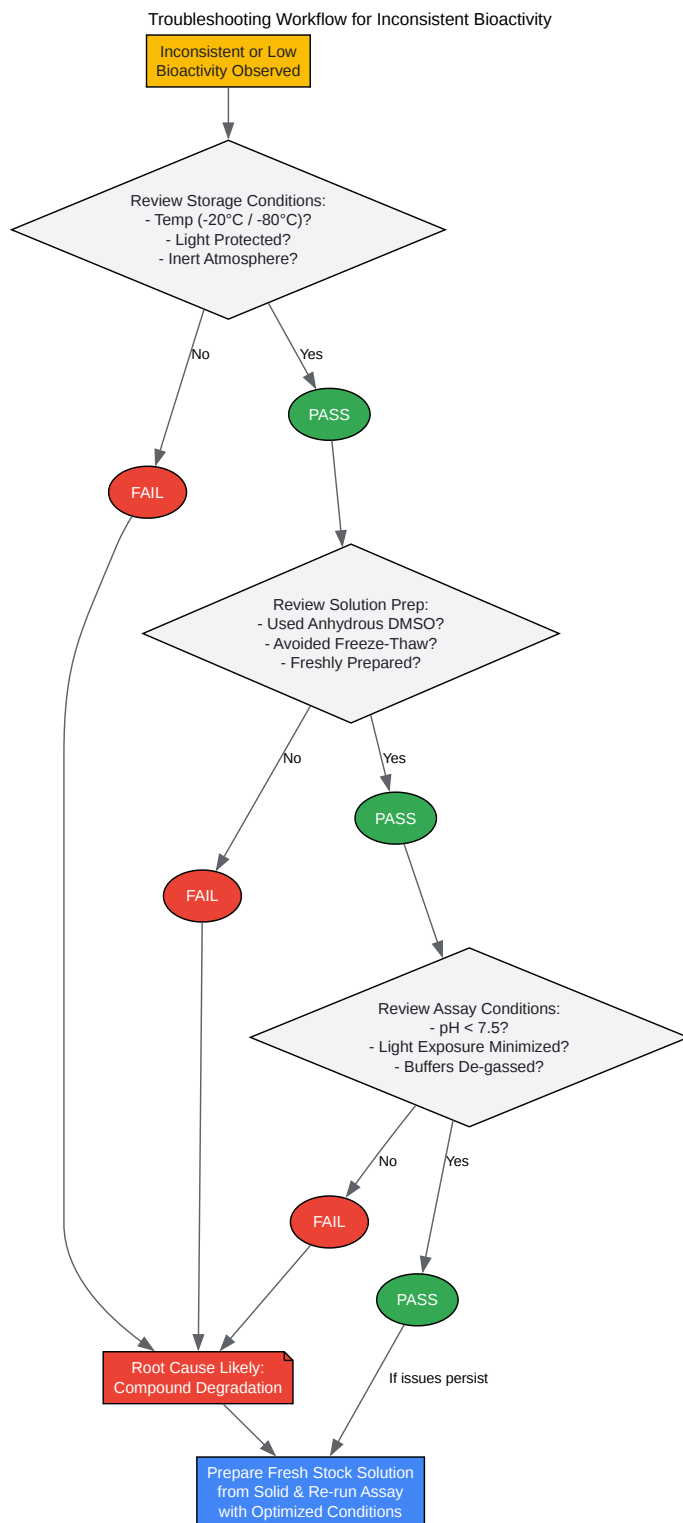 Troubleshooting Workflow for Inconsistent Bioactivity
Inconsistent or Low
Bioactivity Observed
Review Storage Conditions:
- Temp (-20°C / -80°C)?
- Light Protected?
- Inert Atmosphere?
No
Yes
PASS
FAIL
Review Solution Prep:
- Used Anhydrous DMSO?
- Avoided Freeze-Thaw?
- Freshly Prepared?
No
Yes
PASS
FAIL
Review Assay Conditions:
- pH < 7.5?
- Light Exposure Minimized?
- Buffers De-gassed?
No
Yes
FAIL
PASS
Root Cause Likely:
Compound Degradation
If issues persist
Prepare Fresh Stock Solution
from Solid & Re-run Assay
with Optimized Conditions